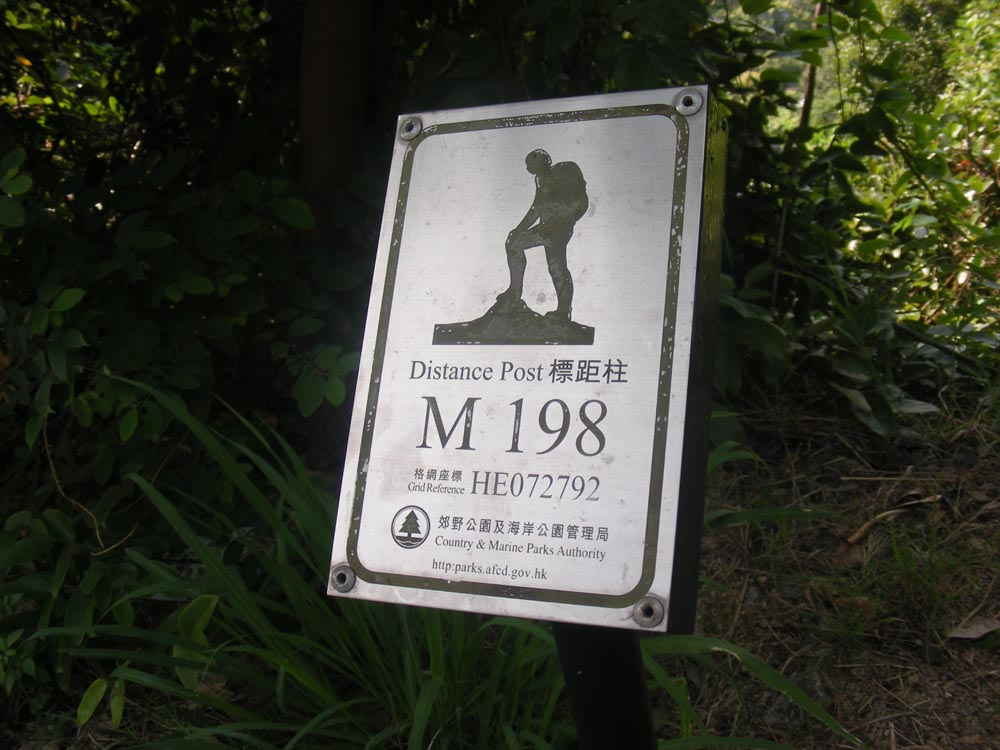 Distance Post 標距柱
M 198
格網座標
Grid Reference HE072792
郊野公園及海岸公園管理局
Country & Marine Parks Authority
http:parks.afcd.gov.hk